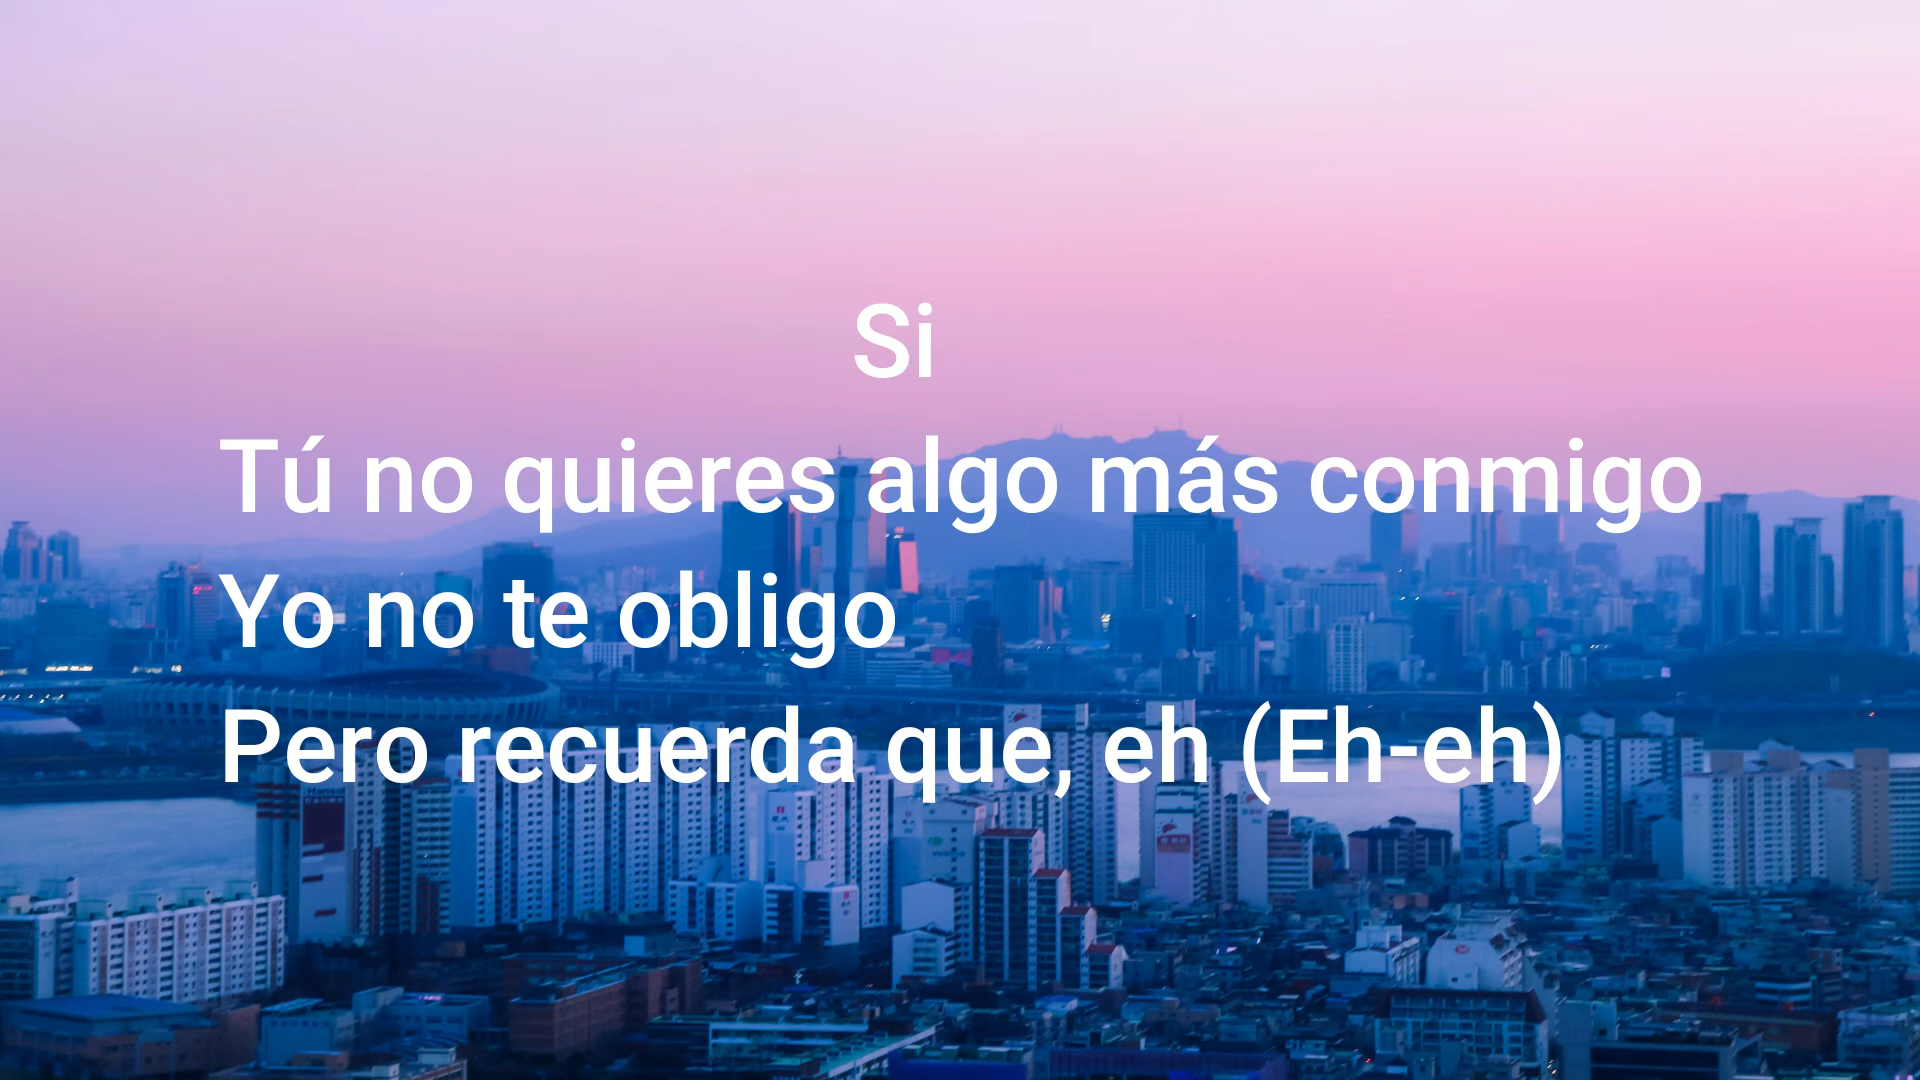 Si
Tú no quieres algo más conmigo
Yo no te obligo
Pero recuerda que, eh (Eh-eh)